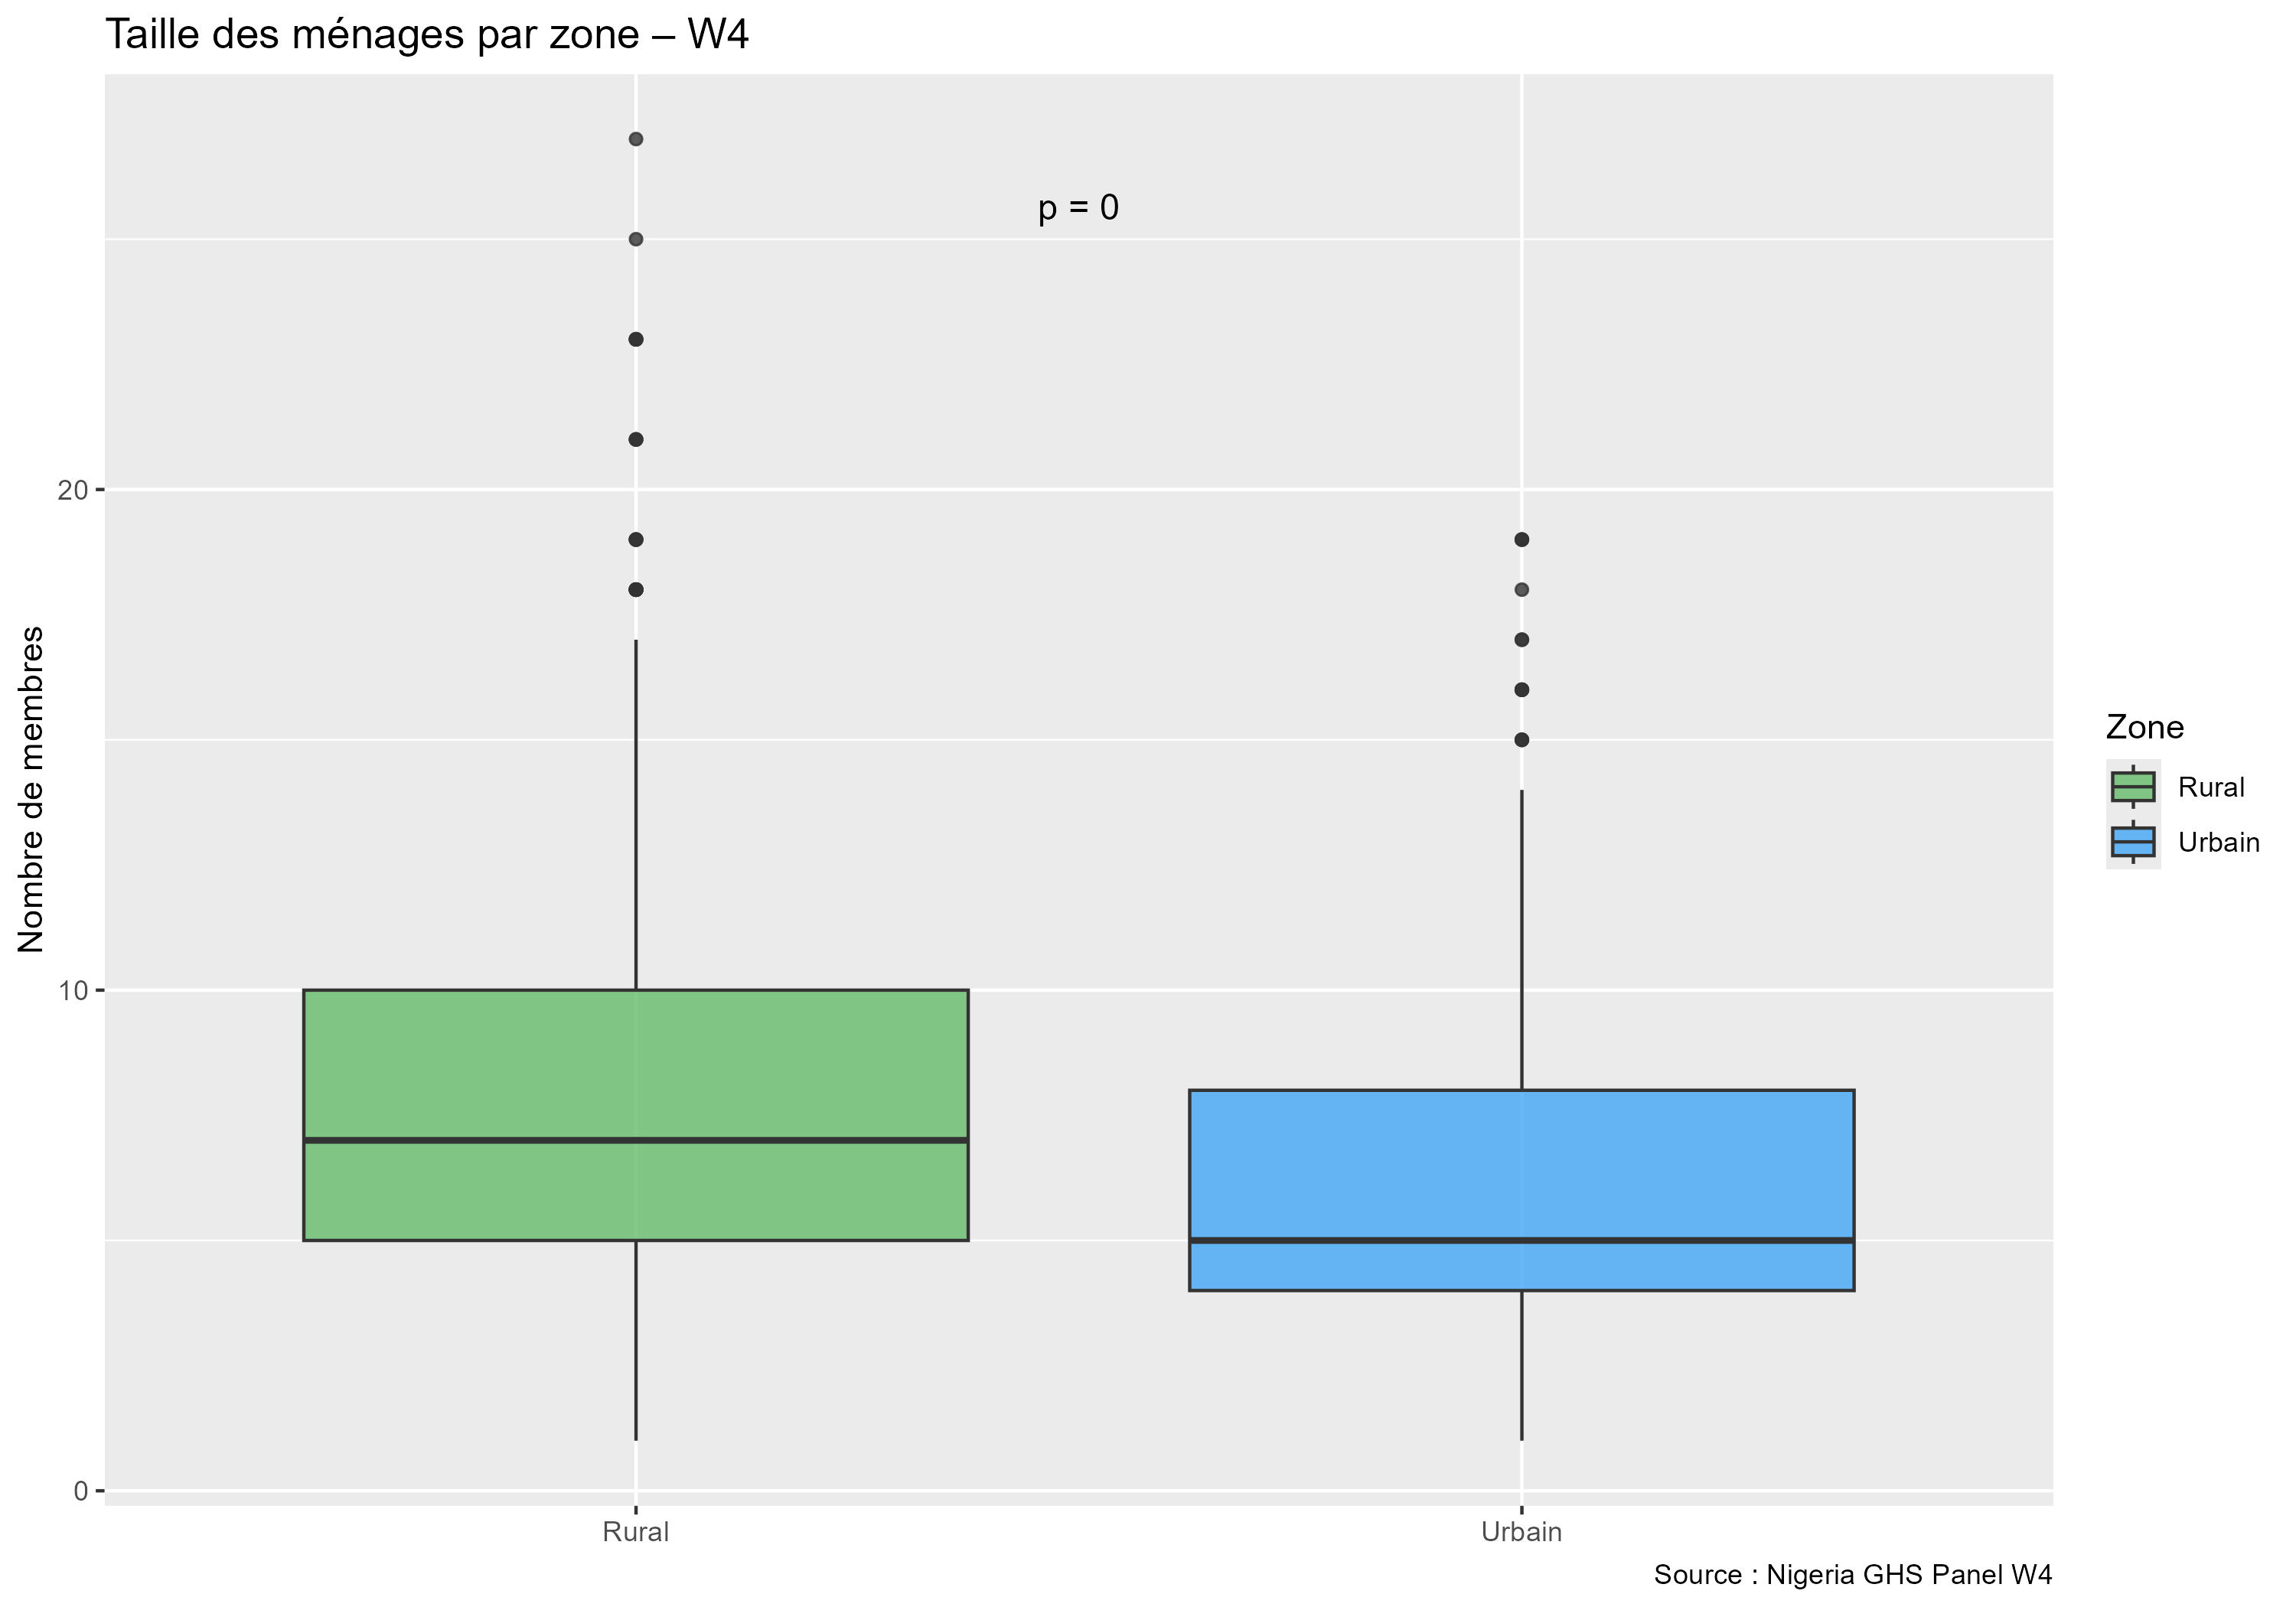 Taille des ménages par zone – W4
p = 0
20
10
0
Nombre de membres
Rural
Urbain
Zone
Rural
Urbain
Source : Nigeria GHS Panel W4